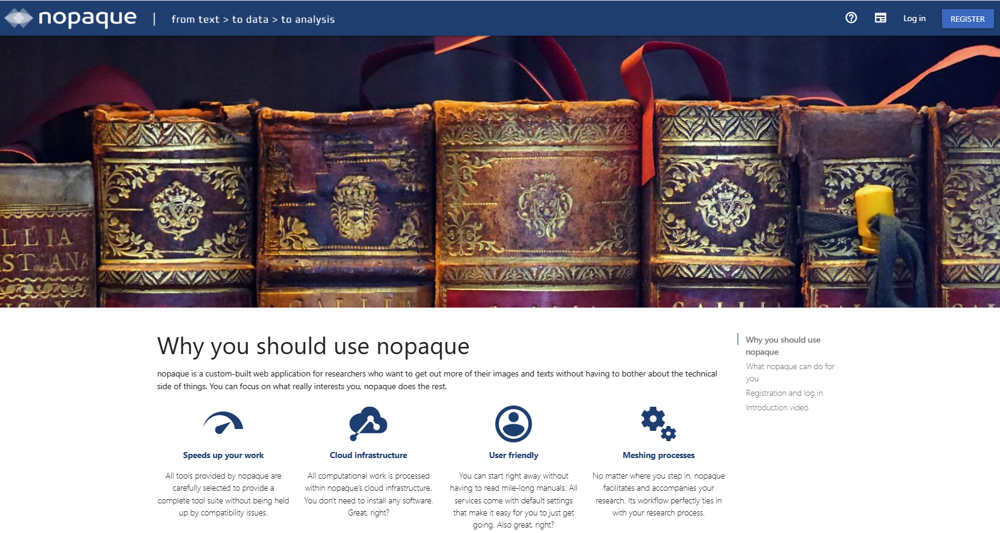 nopaque | from text > to data > to analysis
Log in
REGISTER
LLIA
ISTIANA
GALLIA
GALLIA
Why you should use nopaque
nopaque is a custom-built web application for researchers who want to get out more of their images and texts without having to bother about the technical
side of things. You can focus on what really interests you, nopaque does the rest.
Speeds up your work
All tools provided by nopaque are
carefully selected to provide a
complete tool suite without being held
up by compatibility issues.
Cloud infrastructure
All computational work is processed
within nopaque's cloud infrastructure.
You don't need to install any software.
Great, right?
User friendly
You can start right away without
having to read mile-long manuals. All
services come with default settings
that make it easy for you to just get
going. Also great, right?
Meshing processes
No matter where you step in, nopaque
facilitates and accompanies your
research. Its workflow perfectly ties in
with your research process.
Why you should use
nopaque
What nopaque can do for
you
Registration and log in
Introduction video